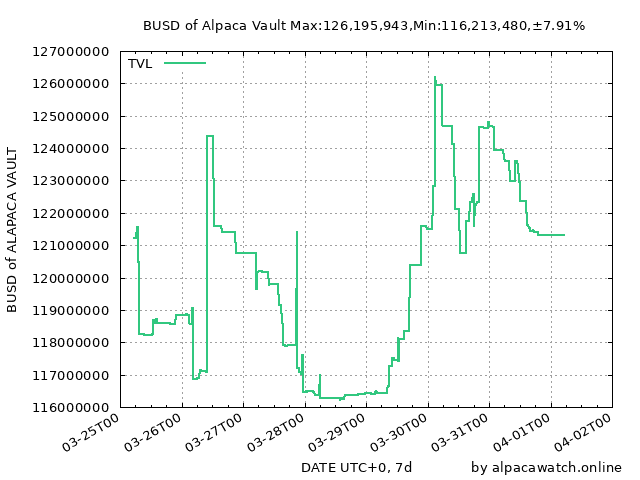 BUSD of Alpaca Vault Max:126,195,943,Min:116,213,480,±7.91%
TVL
127000000
126000000
125000000
124000000
123000000
122000000
121000000
120000000
119000000
118000000
117000000
116000000
BUSD of ALAPACA VAULT
03-25T00
03-26T00
03-27T00
03-28T00
03-29T00
03-30T00
03-31T00
04-01T00
04-02T00
DATE UTC+0, 7d
by alpacawatch.online